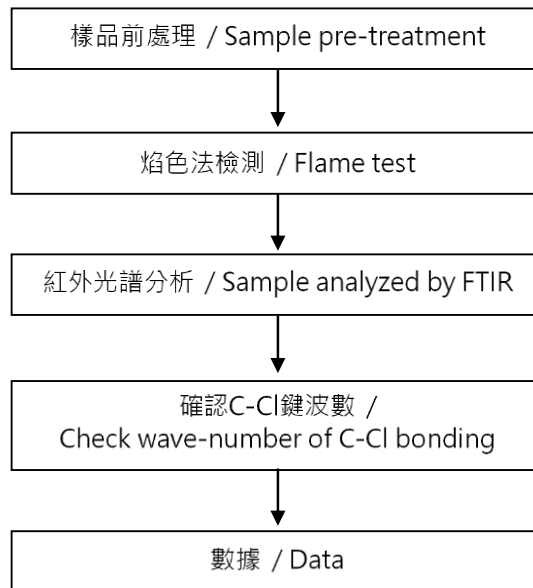 樣品前處理 / Sample pre-treatment
焰色法檢測 / Flame test
紅外光譜分析 / Sample analyzed by FTIR
確認C-Cl鍵波數 /
Check wave-number of C-Cl bonding
數據 / Data